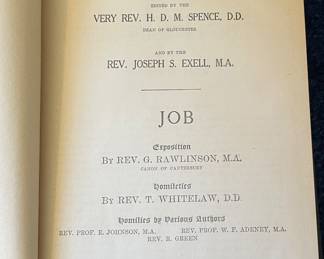 EDITED BY THE
VERY REV. H. D. M. SPENCE, D.D.
DEAN OF GLOUCESTER
AND BY THE
REV. JOSEPH S. EXELL, M.A.
JOB
Exposition
BY REV. G. RAWLINSON, M.A.
CANON OF CANTERBURY
Homiletics
BY REV. T. WHITELAW, D.D.
Homilies by Various Authors
REV. PROF. E. JOHNSON, M.A. REV. PROF. W. F. ADENEY, M.A.
REV. R. GREEN